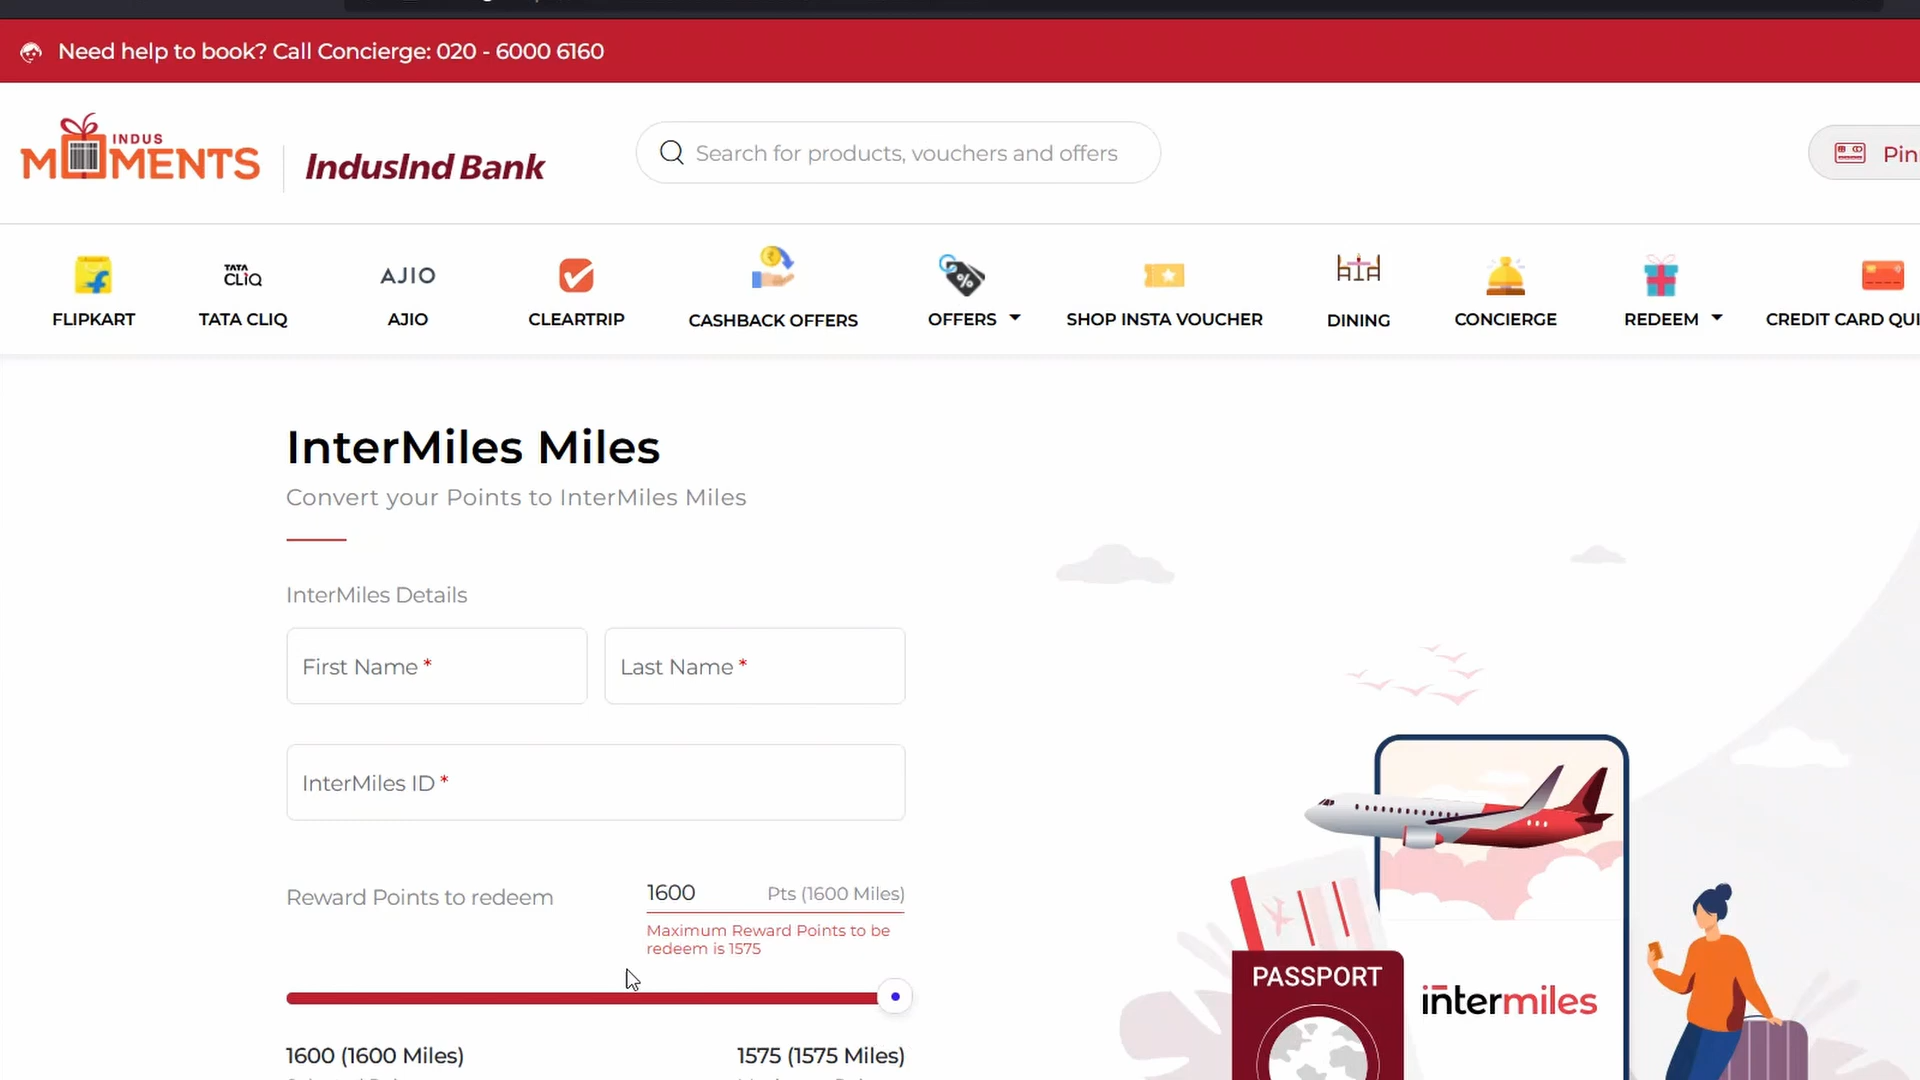 Need help to book? Call Concierge: 020 - 6000 6160
INDUS
MOMENTS
IndusInd Bank
Search for products, vouchers and offers
Pin
TATA
CLiQ
AJIO
FLIPKART
TATA CLIQ
AJIO
CLEARTRIP
CASHBACK OFFERS
OFFERS
SHOP INSTA VOUCHER
DINING
CONCIERGE
REDEEM
CREDIT CARD QUI
InterMiles Miles
Convert your Points to InterMiles Miles
InterMiles Details
First Name *
Last Name *
InterMiles ID *
Reward Points to redeem
1600 Pts (1600 Miles)
Maximum Reward Points to be
redeem is 1575
1600 (1600 Miles)
1575 (1575 Miles)
PASSPORT
intermiles